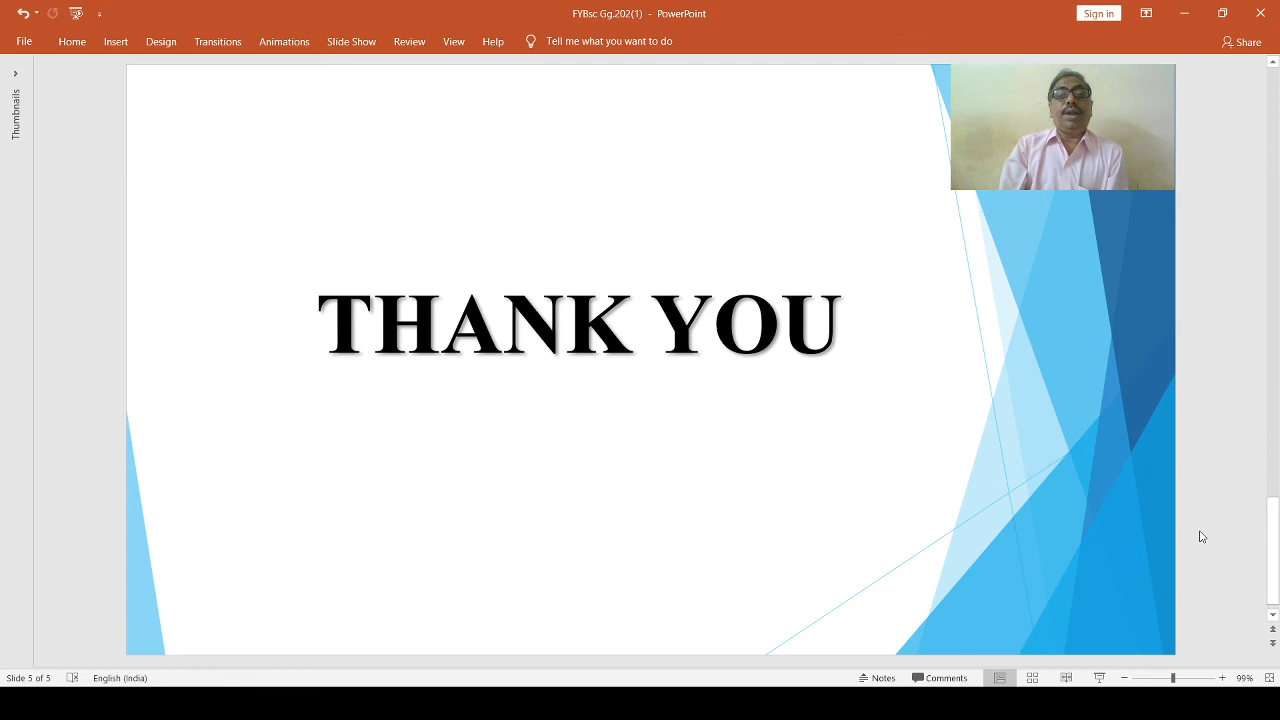 FYBsc Gg.202(1) - PowerPoint
Sign in
File Home Insert Design Transitions Animations Slide Show Review View Help Tell me what you want to do Share
Thumbnails
THANK YOU
Slide 5 of 5 English (India) Notes Comments 99%